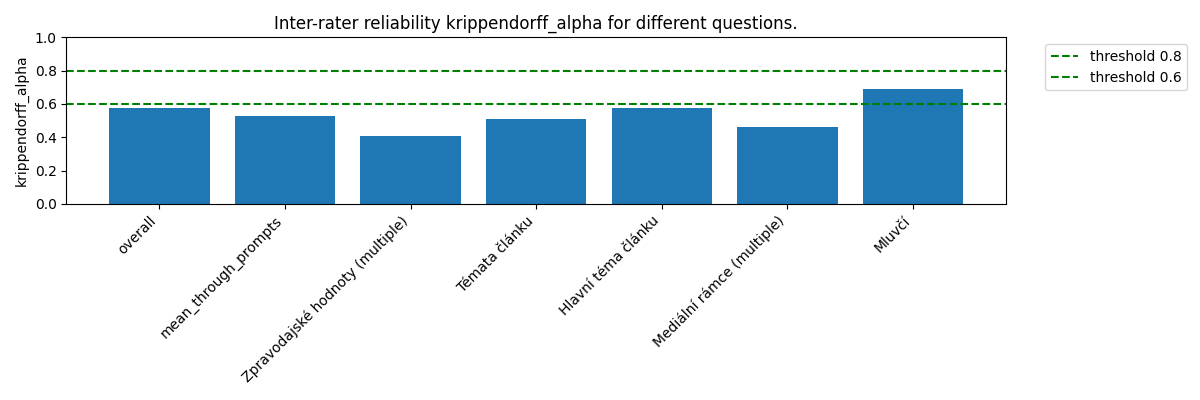 Inter-rater reliability krippendorff_alpha for different questions.
krippendorff_alpha
1.0
0.8
0.6
0.4
0.2
0.0
overall
mean_through_prompts
Zpravodajské hodnoty (multiple)
Témata článku
Hlavní téma článku
Mediální rámce (multiple)
Mluvčí
threshold 0.8
threshold 0.6